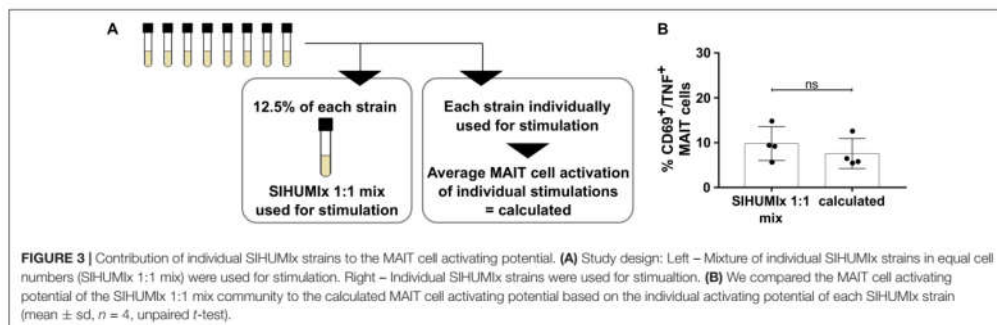 A
12.5% of each strain
SIHUMIx 1:1 mix
used for stimulation
Each strain individually
used for stimulation
Average MAIT cell activation
of individual stimulations
= calculated
B
% CD69+/TNF+
MAIT cells
30
20
10
0
ns
SIHUMIx 1:1
mix
calculated
FIGURE 3 | Contribution of individual SIHUMIx strains to the MAIT cell activating potential. (A) Study design: Left – Mixture of individual SIHUMIx strains in equal cell
numbers (SIHUMIx 1:1 mix) were used for stimulation. Right – Individual SIHUMIx strains were used for stimualtion. (B) We compared the MAIT cell activating
potential of the SIHUMIx 1:1 mix community to the calculated MAIT cell activating potential based on the individual activating potential of each SIHUMIx strain
(mean ± sd, n = 4, unpaired t-test).